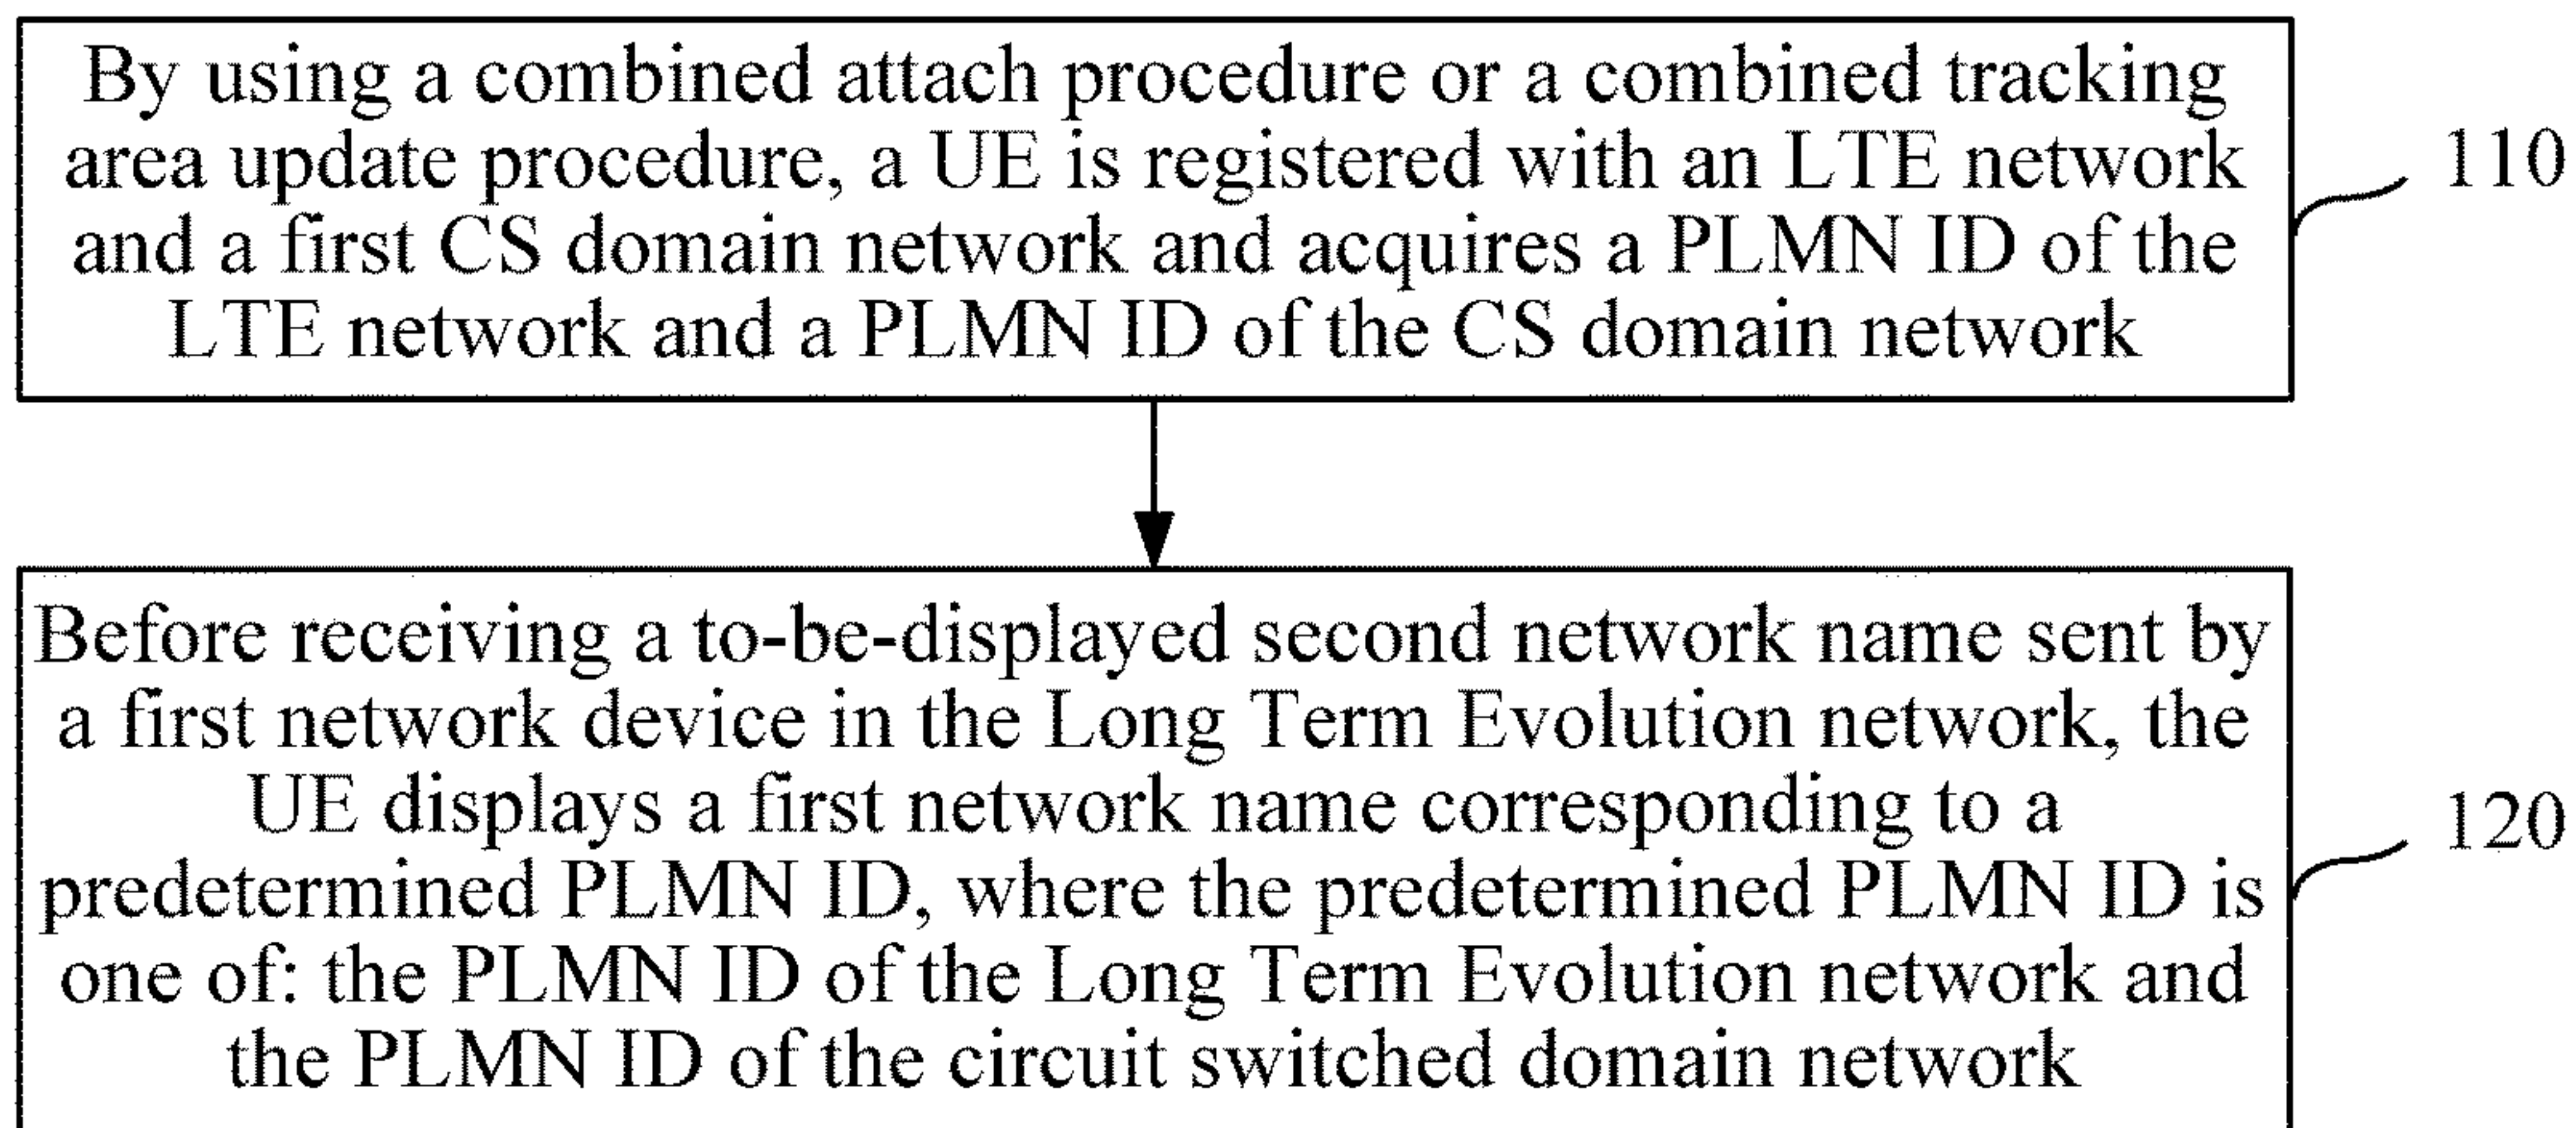 By using a combined attach procedure or a combined tracking
area update procedure, a UE is registered with an LTE network
and a first CS domain network and acquires a PLMN ID of the
LTE network and a PLMN ID of the CS domain network
110
Before receiving a to-be-displayed second network name sent by
a first network device in the Long Term Evolution network, the
UE displays a first network name corresponding to a
predetermined PLMN ID, where the predetermined PLMN ID is
one of: the PLMN ID of the Long Term Evolution network and
the PLMN ID of the circuit switched domain network
120